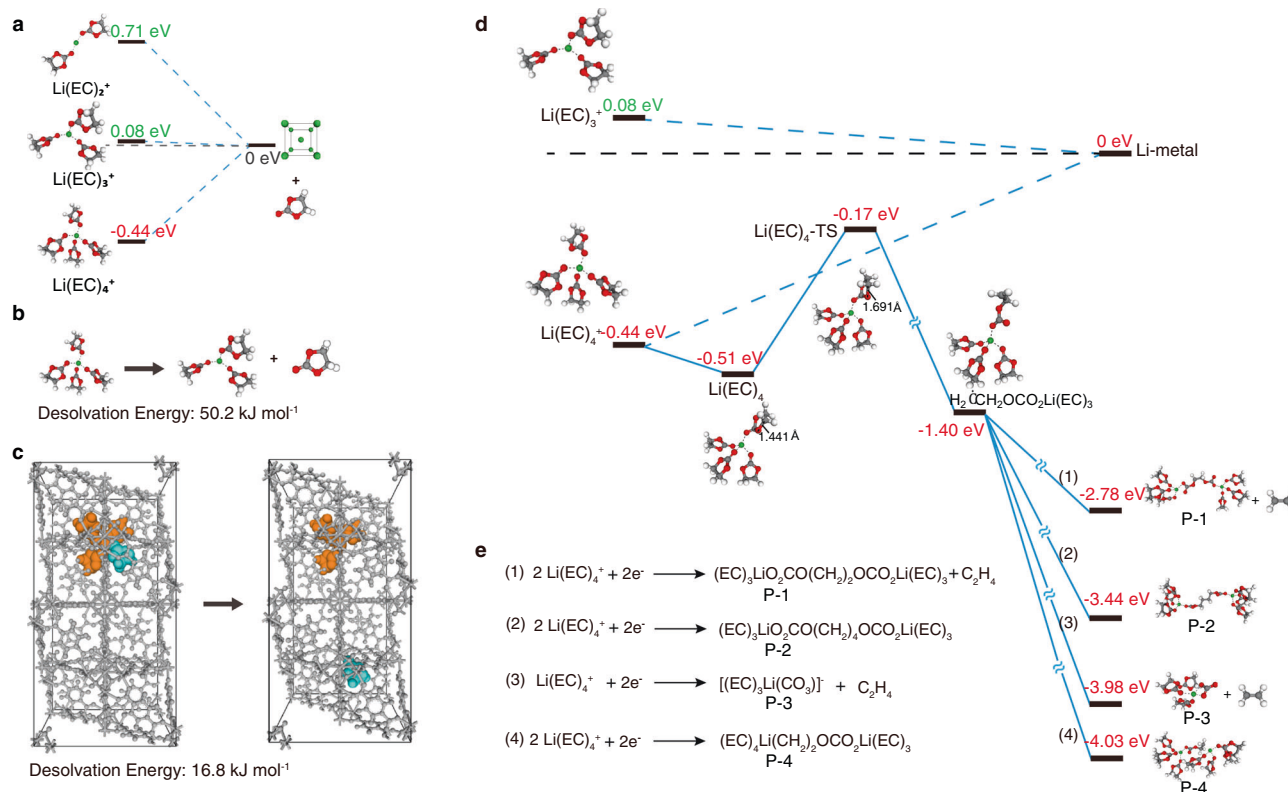 a
0.71 eV
Li(EC)₂⁺
0.08 eV
Li(EC)₃⁺
0 eV
+
-0.44 eV
Li(EC)₄⁺
b
+
Desolvation Energy: 50.2 kJ mol⁻¹
c
Desolvation Energy: 16.8 kJ mol⁻¹
d
Li(EC)₃⁺
0.08 eV
0 eV
Li-metal
-0.17 eV
Li(EC)₄-TS
1.691Å
Li(EC)₄⁺
-0.44 eV
-0.51 eV
Li(EC)₄
1.441Å
H₂ĊCH₂OCO₂Li(EC)₃
-1.40 eV
(1)
-2.78 eV
P-1
+
(2)
-3.44 eV
P-2
(3)
-3.98 eV
P-3
+
(4)
-4.03 eV
P-4
e
(1) 2 Li(EC)₄⁺ + 2e⁻ (EC)₃LiO₂CO(CH₂)₂OCO₂Li(EC)₃ + C₂H₄
P-1
(2) 2 Li(EC)₄⁺ + 2e⁻ (EC)₃LiO₂CO(CH₂)₄OCO₂Li(EC)₃
P-2
(3) Li(EC)₄⁺ + 2e⁻ [(EC)₃Li(CO₃)]⁻ + C₂H₄
P-3
(4) 2 Li(EC)₄⁺ + 2e⁻ (EC)₄Li(CH₂)₂OCO₂Li(EC)₃
P-4